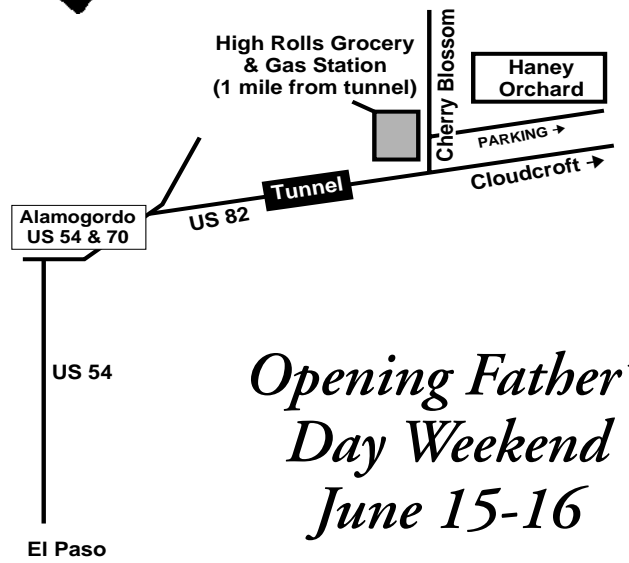 High Rolls Grocery
& Gas Station
(1 mile from tunnel)
Cherry Blossom
Haney
Orchard
PARKING →
Cloudcroft →
Tunnel
US 82
Alamogordo
US 54 & 70
US 54
El Paso
Opening Father'
Day Weekend
June 15-16